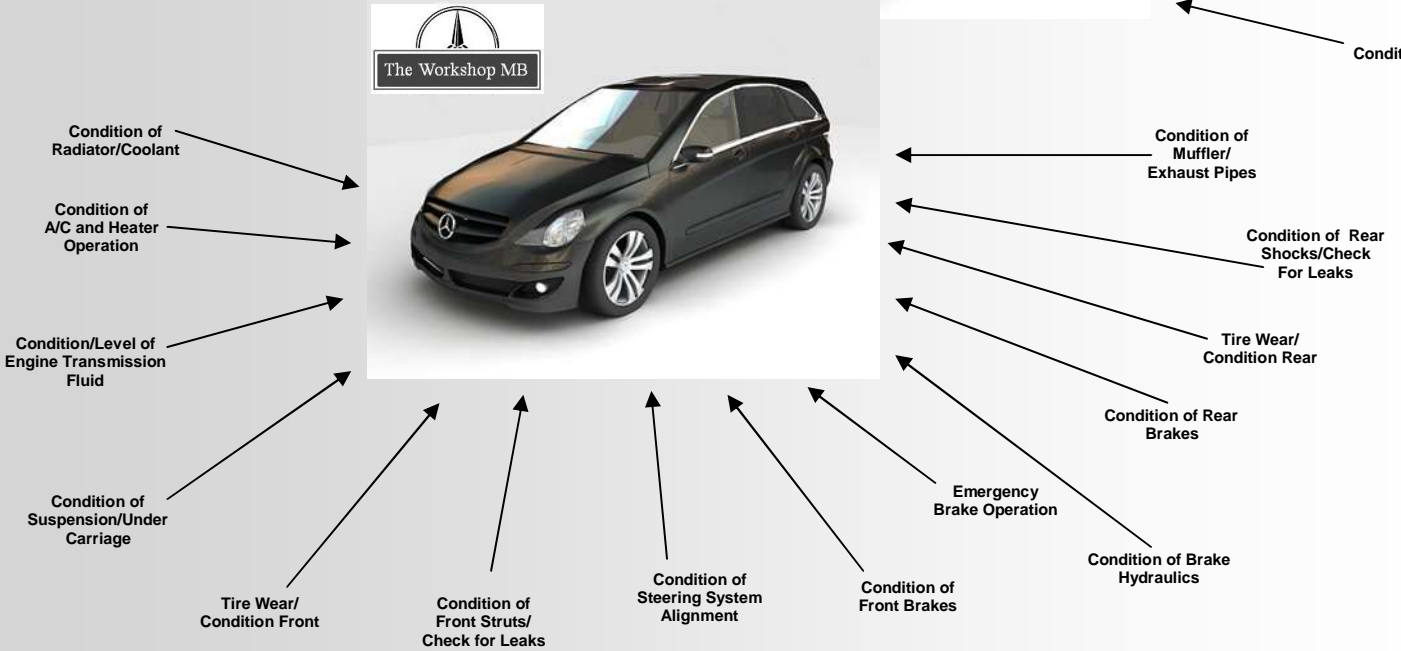 The Workshop MB
Condit
Condition of
Radiator/Coolant
Condition of
A/C and Heater
Operation
Condition/Level of
Engine Transmission
Fluid
Condition of
Suspension/Under
Carriage
Tire Wear/
Condition Front
Condition of
Front Struts/
Check for Leaks
Condition of
Steering System
Alignment
Condition of
Front Brakes
Emergency
Brake Operation
Condition of Brake
Hydraulics
Condition of Rear
Brakes
Tire Wear/
Condition Rear
Condition of Rear
Shocks/Check
For Leaks
Condition of
Muffler/
Exhaust Pipes